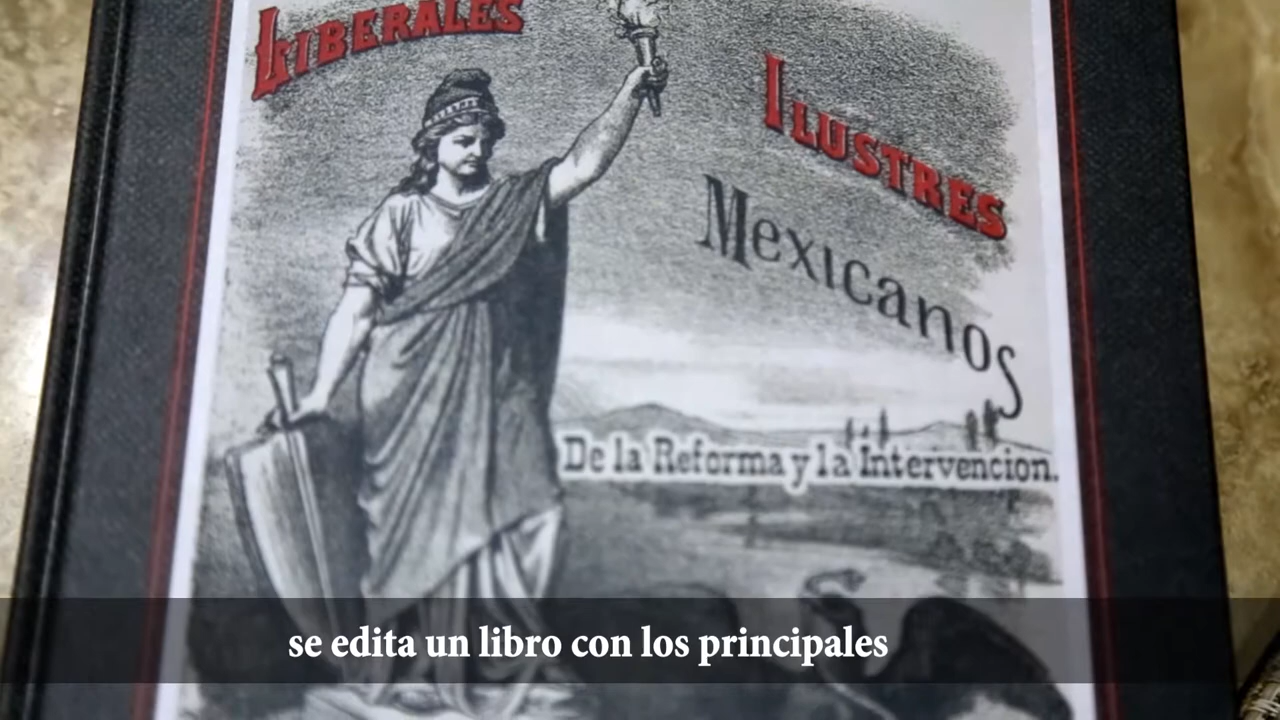 LIBERALES
ILUSTRES
Mexicanos
De la Reforma y la Intervencion.
se edita un libro con los principales